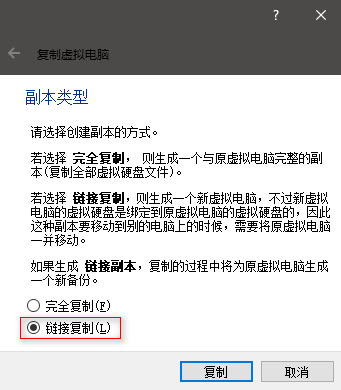 ?
复制虚拟电脑
副本类型
请选择创建副本的方式。
若选择 完全复制， 则生成一个与原虚拟电脑完整的副
本(复制全部虚拟硬盘文件)。
若选择 链接复制，则生成一个新虚拟电脑，不过新虚拟
电脑的虚拟硬盘是绑定到原虚拟电脑的虚拟硬盘的，因此
这种副本要移动到别的电脑上的时候，需要将原虚拟电脑
一并移动。
如果生成 链接副本，复制的过程中将为原虚拟电脑生成
一个新备份。
完全复制(F)
链接复制(L)
复制
取消